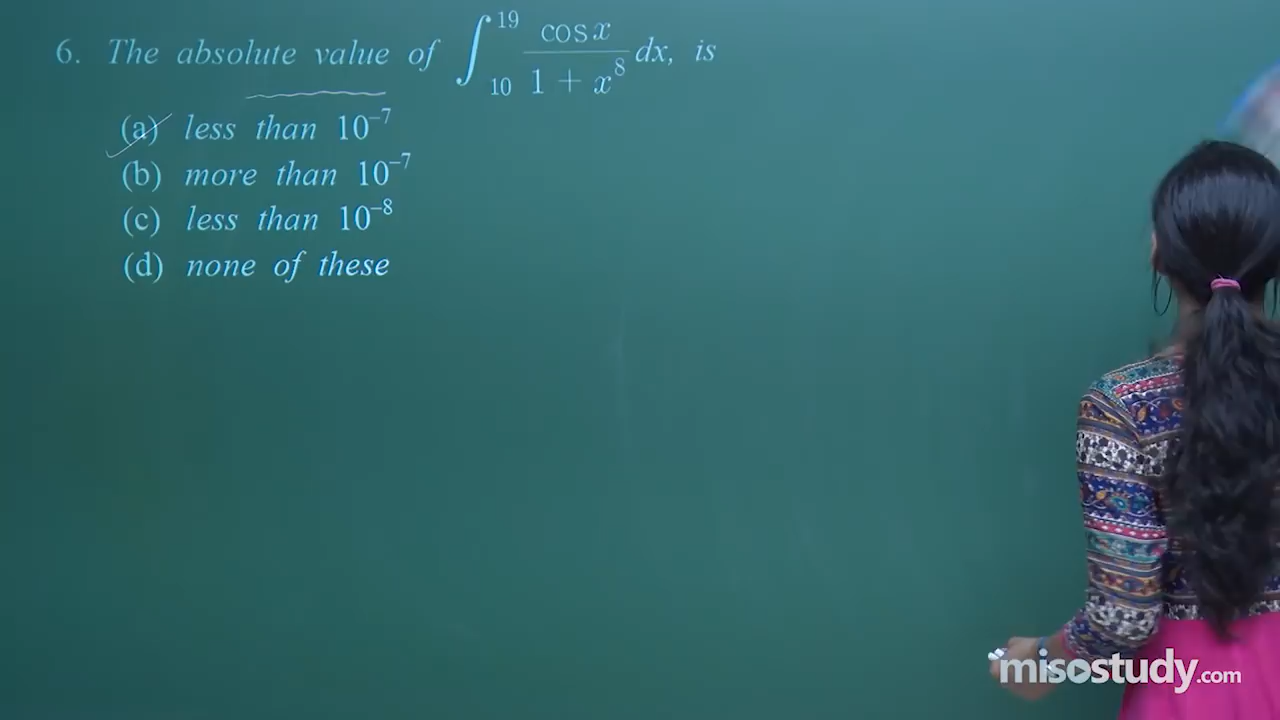 6. The absolute value of ∫₁₀¹⁹ cosx / (1 + x⁸) dx, is
(a) less than 10⁻⁷
(b) more than 10⁻⁷
(c) less than 10⁻⁸
(d) none of these
misostudy.com